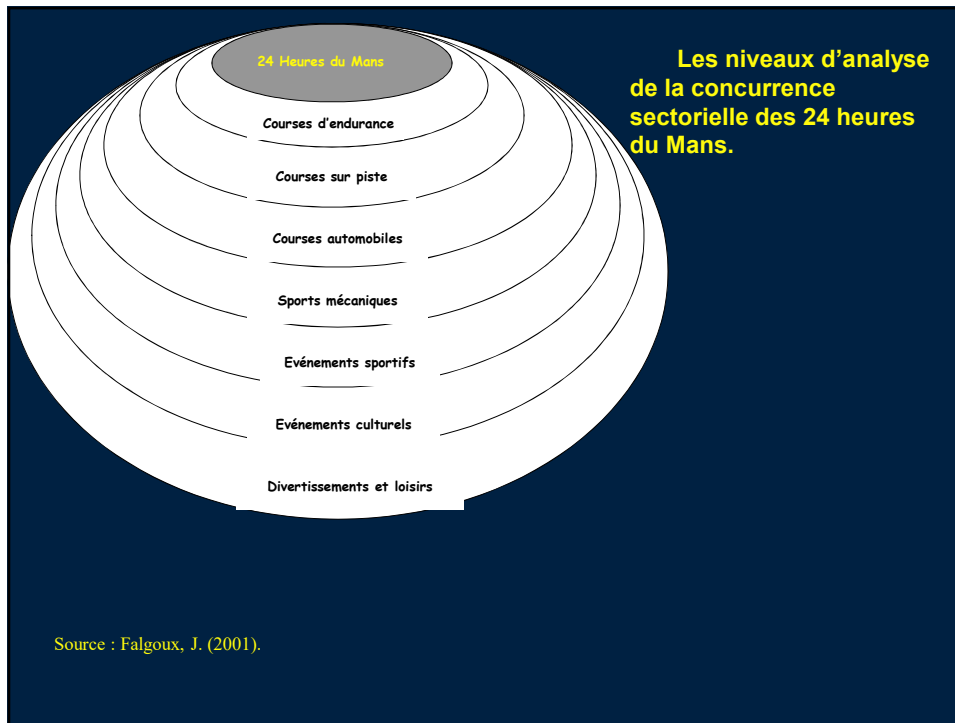 24 Heures du Mans
Les niveaux d’analyse
de la concurrence
sectorielle des 24 heures
du Mans.
Courses d’endurance
Courses sur piste
Courses automobiles
Sports mécaniques
Evénements sportifs
Evénements culturels
Divertissements et loisirs
Source : Falgoux, J. (2001).